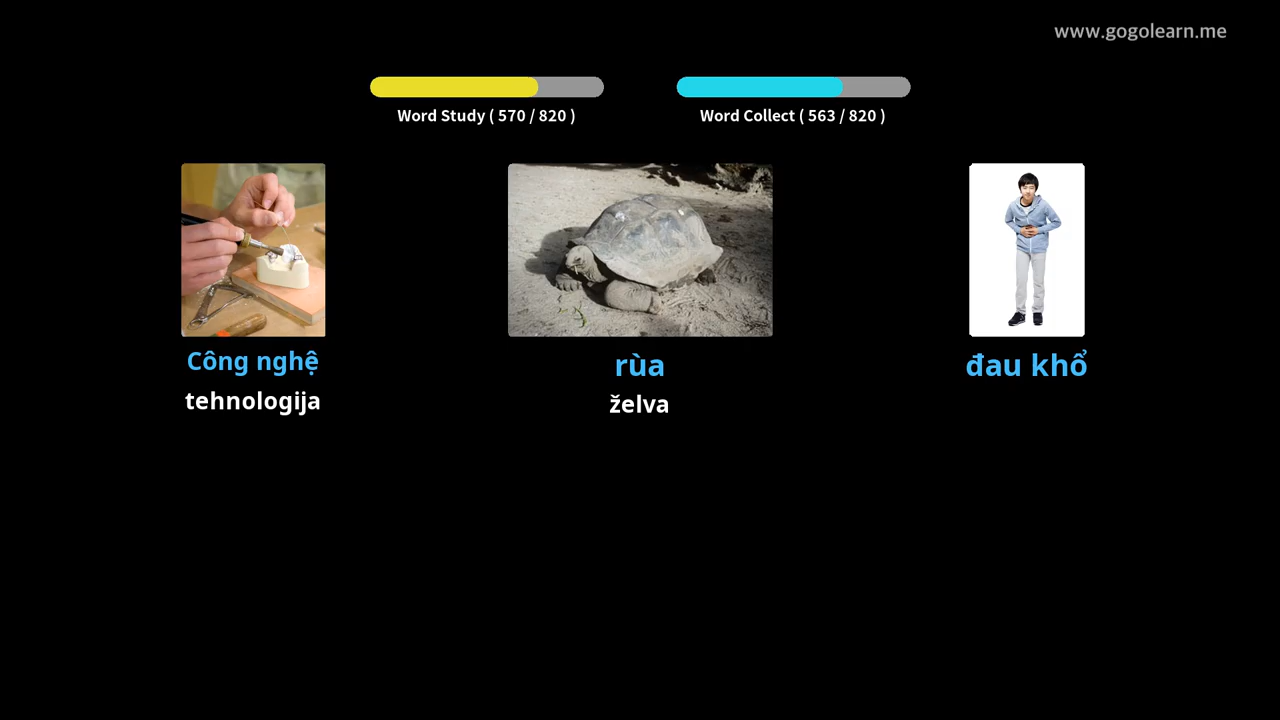 www.gogolearn.me
Word Study ( 570 / 820 )
Word Collect ( 563 / 820 )
Công nghệ
tehnologija
rùa
želva
đau khổ